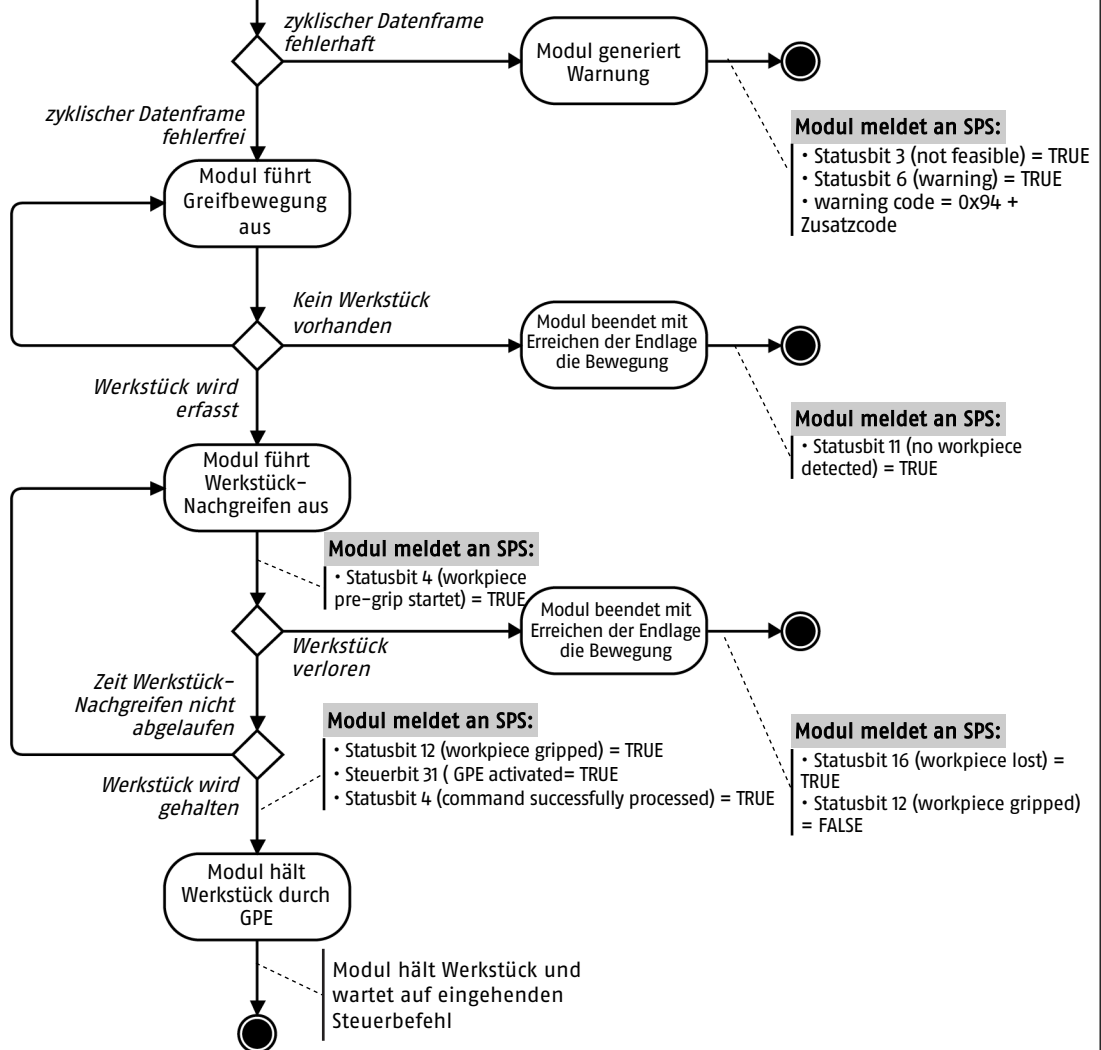 zyklischer Datenframe
fehlerhaft
Modul generiert
Warnung
zyklischer Datenframe
fehlerfrei
Modul meldet an SPS:
• Statusbit 3 (not feasible) = TRUE
• Statusbit 6 (warning) = TRUE
• warning code = 0x94 +
Zusatzcode
Modul führt
Greifbewegung
aus
Kein Werkstück
vorhanden
Modul beendet mit
Erreichen der Endlage
die Bewegung
Werkstück wird
erfasst
Modul meldet an SPS:
• Statusbit 11 (no workpiece
detected) = TRUE
Modul führt
Werkstück-
Nachgreifen aus
Modul meldet an SPS:
• Statusbit 4 (workpiece
pre-grip startet) = TRUE
Modul beendet mit
Erreichen der Endlage
die Bewegung
Werkstück
verloren
Zeit Werkstück-
Nachgreifen nicht
abgelaufen
Modul meldet an SPS:
• Statusbit 12 (workpiece gripped) = TRUE
• Steuerbit 31 ( GPE activated= TRUE
• Statusbit 4 (command successfully processed) = TRUE
Modul meldet an SPS:
• Statusbit 16 (workpiece lost) =
TRUE
• Statusbit 12 (workpiece gripped)
= FALSE
Werkstück wird
gehalten
Modul hält
Werkstück durch
GPE
Modul hält Werkstück und
wartet auf eingehenden
Steuerbefehl